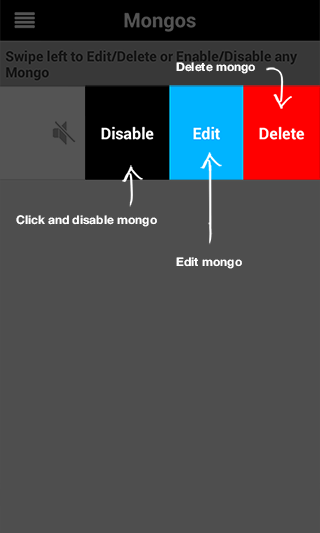 Mongos
Swipe left to Edit/Delete or Enable/Disable any
Mongo
Delete mongo
Disable
Edit
Delete
Click and disable mongo
Edit mongo